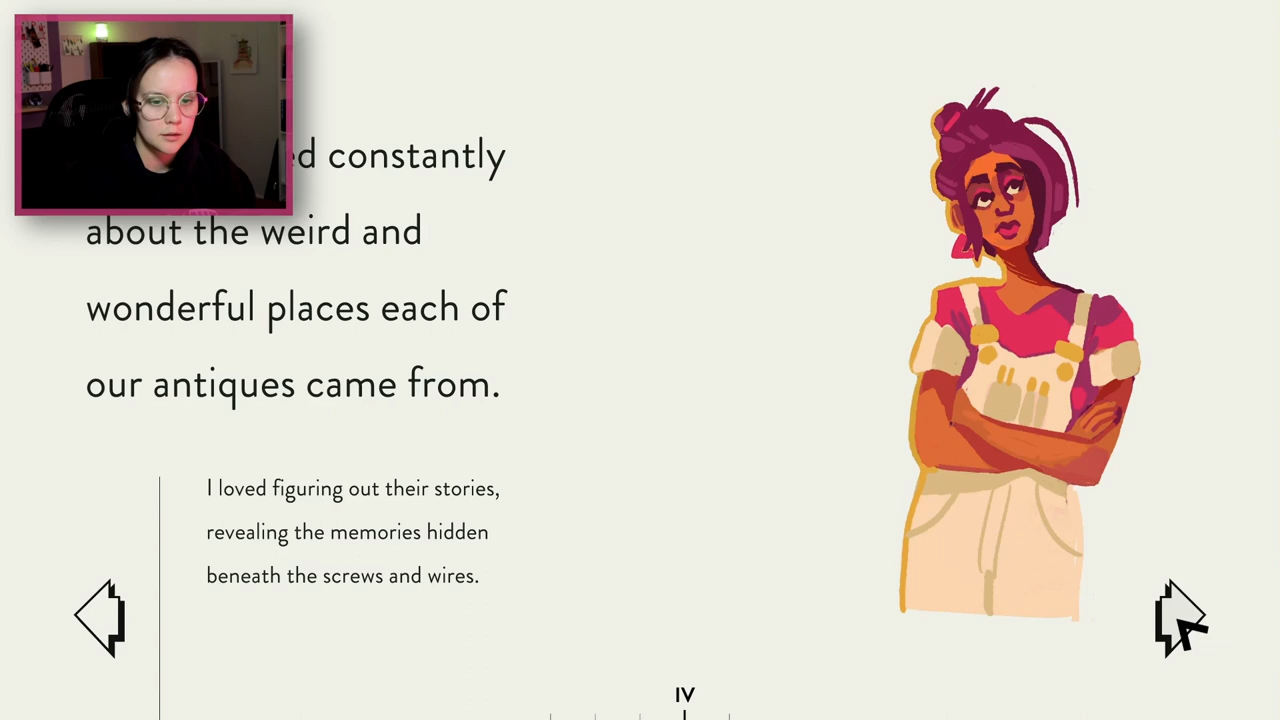 constantly
about the weird and
wonderful places each of
our antiques came from.
I loved figuring out their stories,
revealing the memories hidden
beneath the screws and wires.
IV